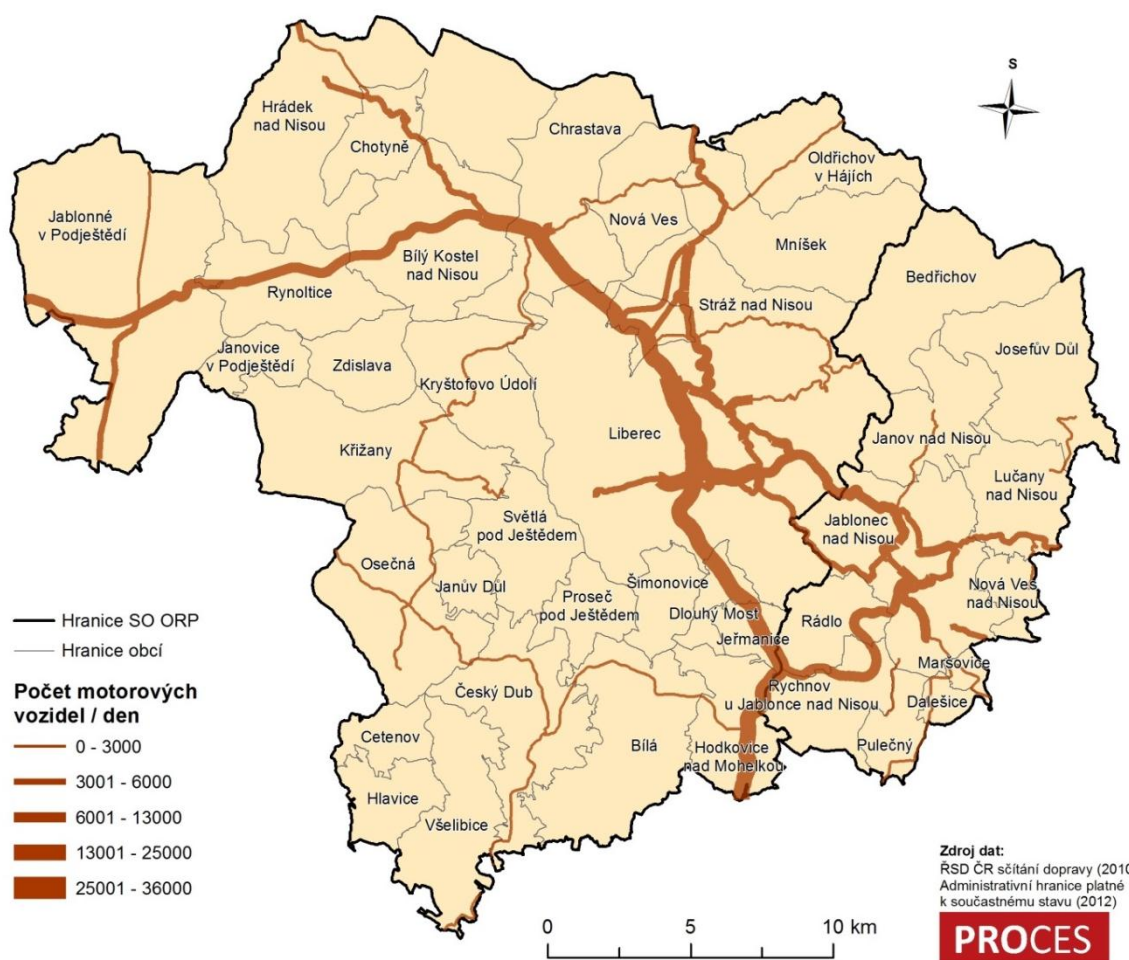 S
Hrádek
nad Nisou
Chotyně
Chrastava
Oldřichov
v Hájích
Jablonné
v Podještědí
Nová Ves
Mníšek
Bílý Kostel
nad Nisou
Bedřichov
Rynoltice
Stráž nad Nisou
Janovice
v Podještědí
Zdislava
Kryštofovo Údolí
Josefův Důl
Liberec
Janov nad Nisou
Křižany
Lučany
nad Nisou
Světlá
pod Ještědem
Jablonec
nad Nisou
Osečná
Janův Důl
Proseč
pod Ještědem
Šimonovice
Dlouhý Most
Jeřmanice
Rádlo
Nová Ves
nad Nisou
Maršovice
Rychnov
u Jablonce nad Nisou
Dalešice
Český Dub
Cetenov
Bílá
Hodkovice
nad Mohelkou
Pulečný
Hlavice
Všelibice
Hranice SO ORP
Hranice obcí
Počet motorových
vozidel / den
0 - 3000
3001 - 6000
6001 - 13000
13001 - 25000
25001 - 36000
0 5 10 km
Zdroj dat:
ŘSD ČR sčítání dopravy (2010
Administrativní hranice platné
k součastnému stavu (2012)
PROCES